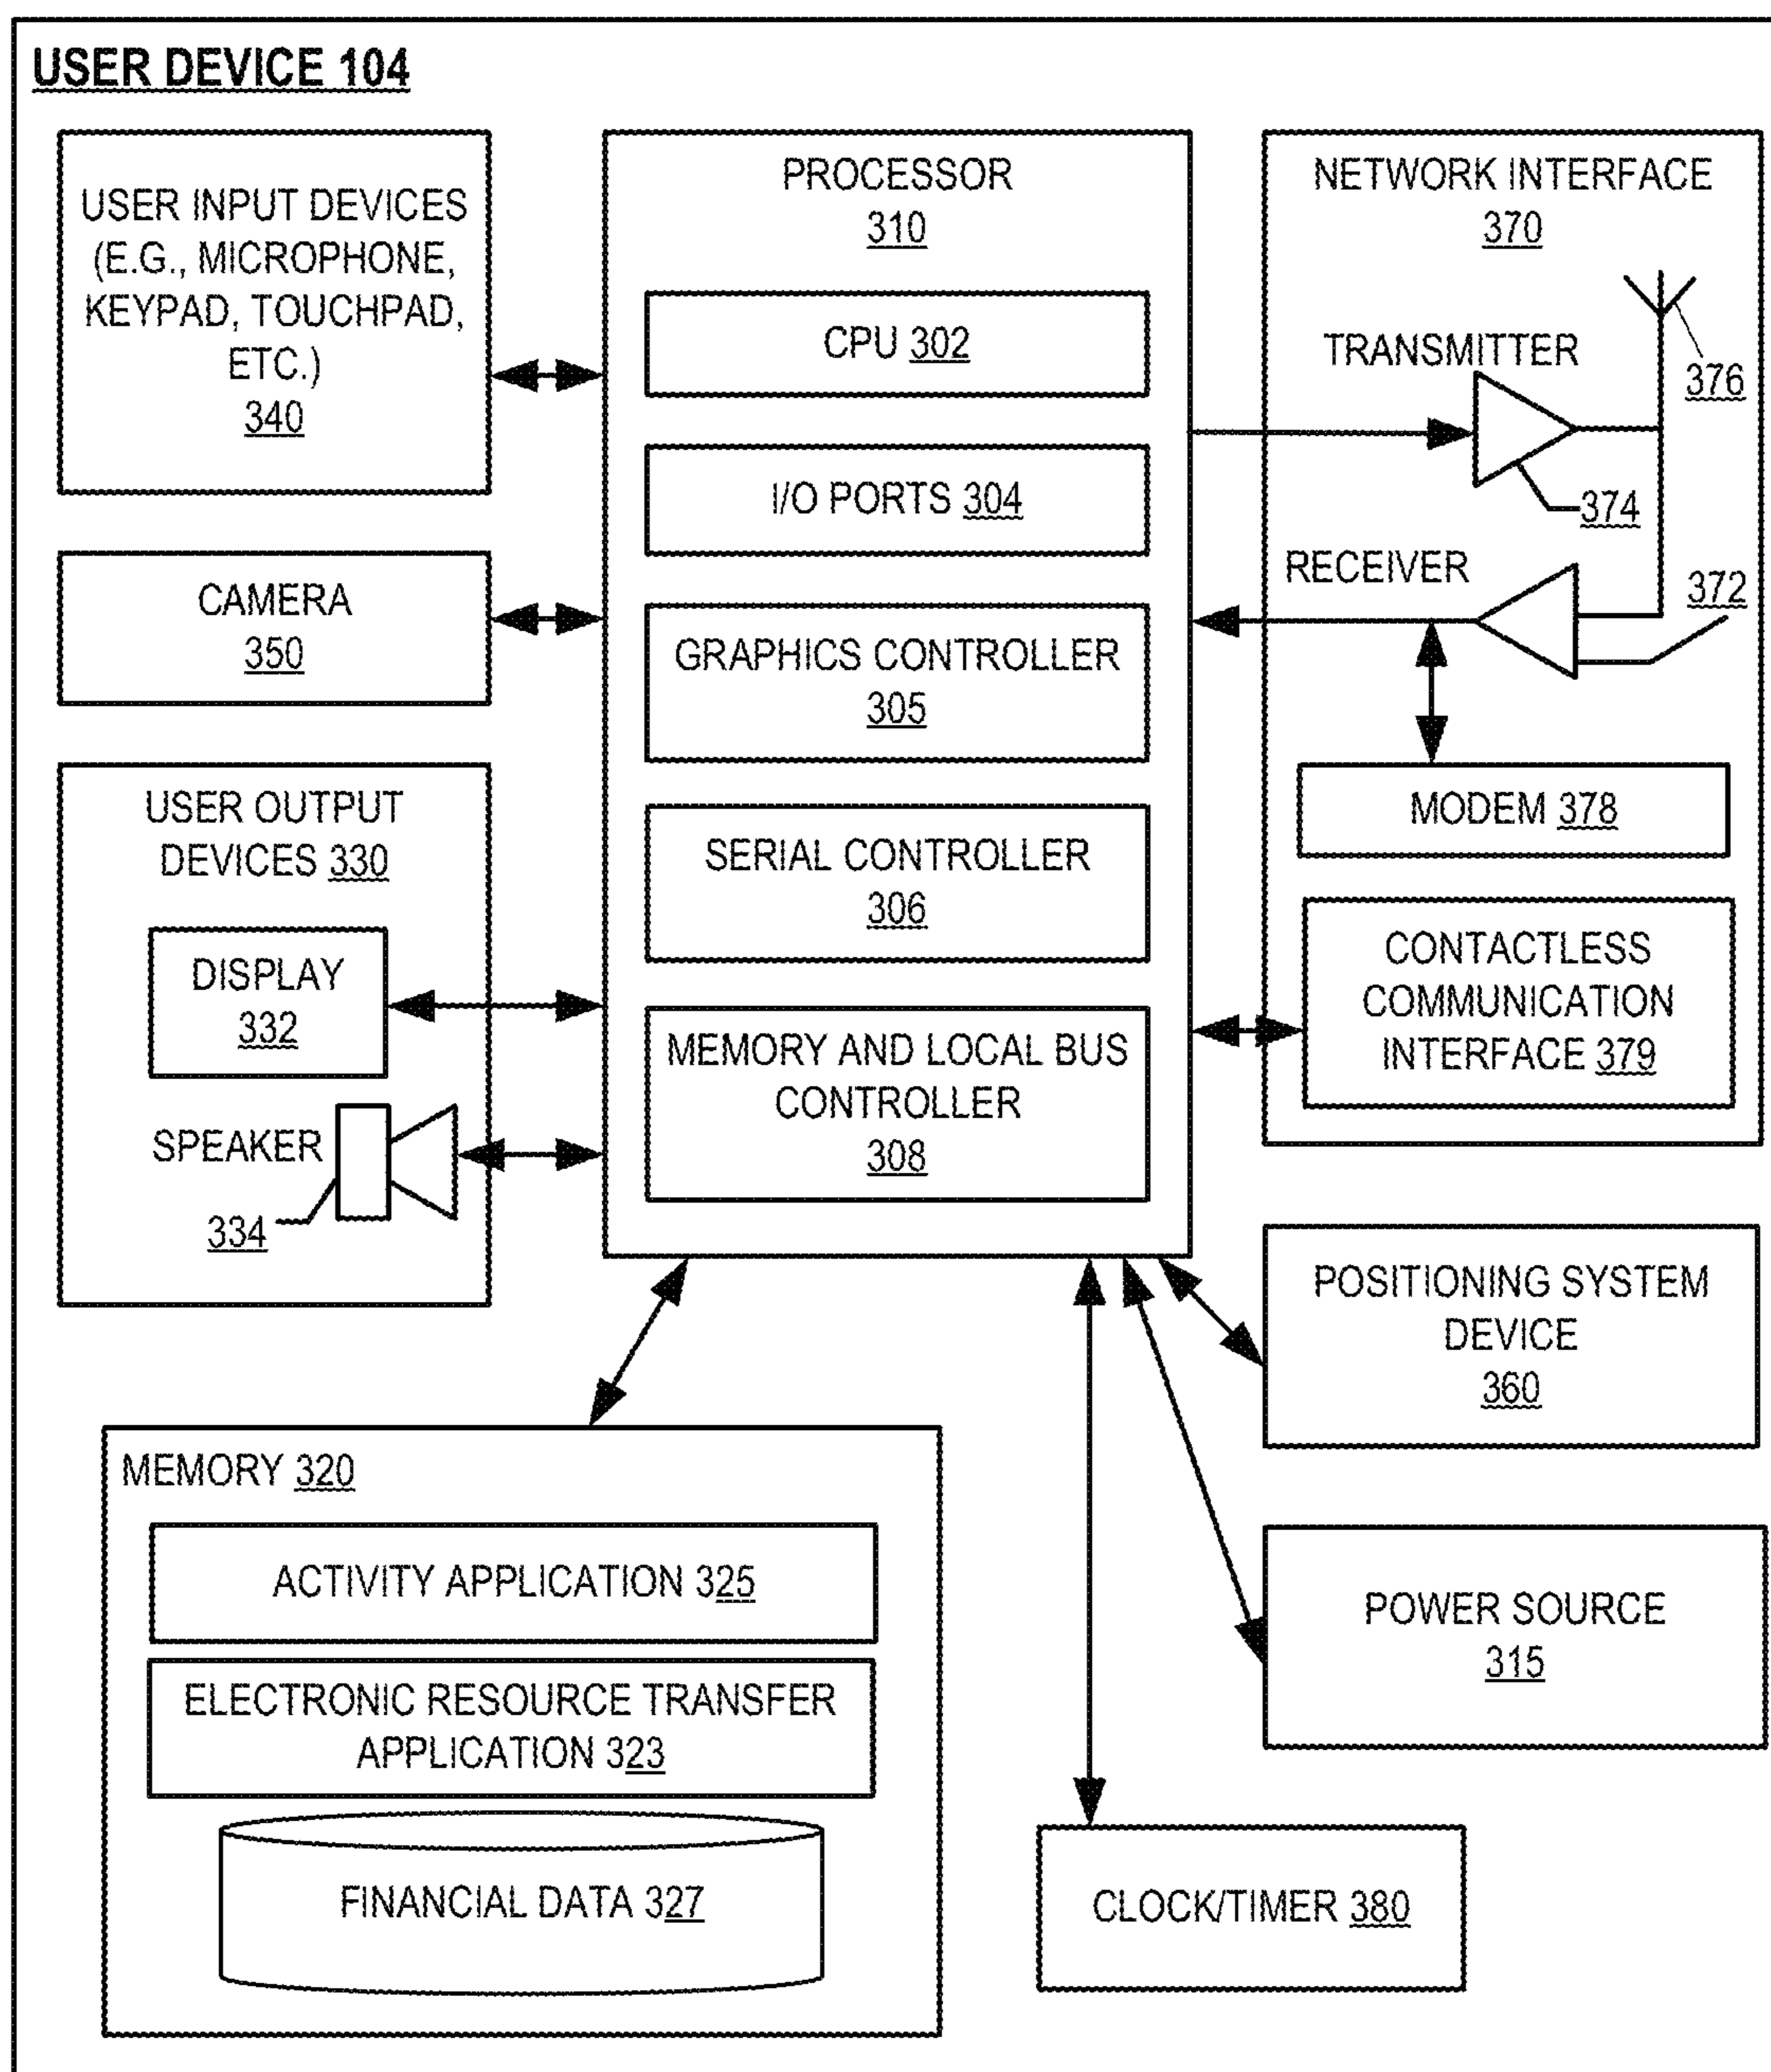 USER DEVICE 104
USER INPUT DEVICES
(E.G., MICROPHONE,
KEYPAD, TOUCHPAD,
ETC.)
340
CAMERA
350
USER OUTPUT
DEVICES 330
DISPLAY
332
SPEAKER
334
PROCESSOR
310
CPU 302
I/O PORTS 304
GRAPHICS CONTROLLER
305
SERIAL CONTROLLER
306
MEMORY AND LOCAL BUS
CONTROLLER
308
NETWORK INTERFACE
370
TRANSMITTER
376
374
RECEIVER
372
MODEM 378
CONTACTLESS
COMMUNICATION
INTERFACE 379
POSITIONING SYSTEM
DEVICE
360
POWER SOURCE
315
MEMORY 320
ACTIVITY APPLICATION 325
ELECTRONIC RESOURCE TRANSFER
APPLICATION 323
FINANCIAL DATA 327
CLOCK/TIMER 380